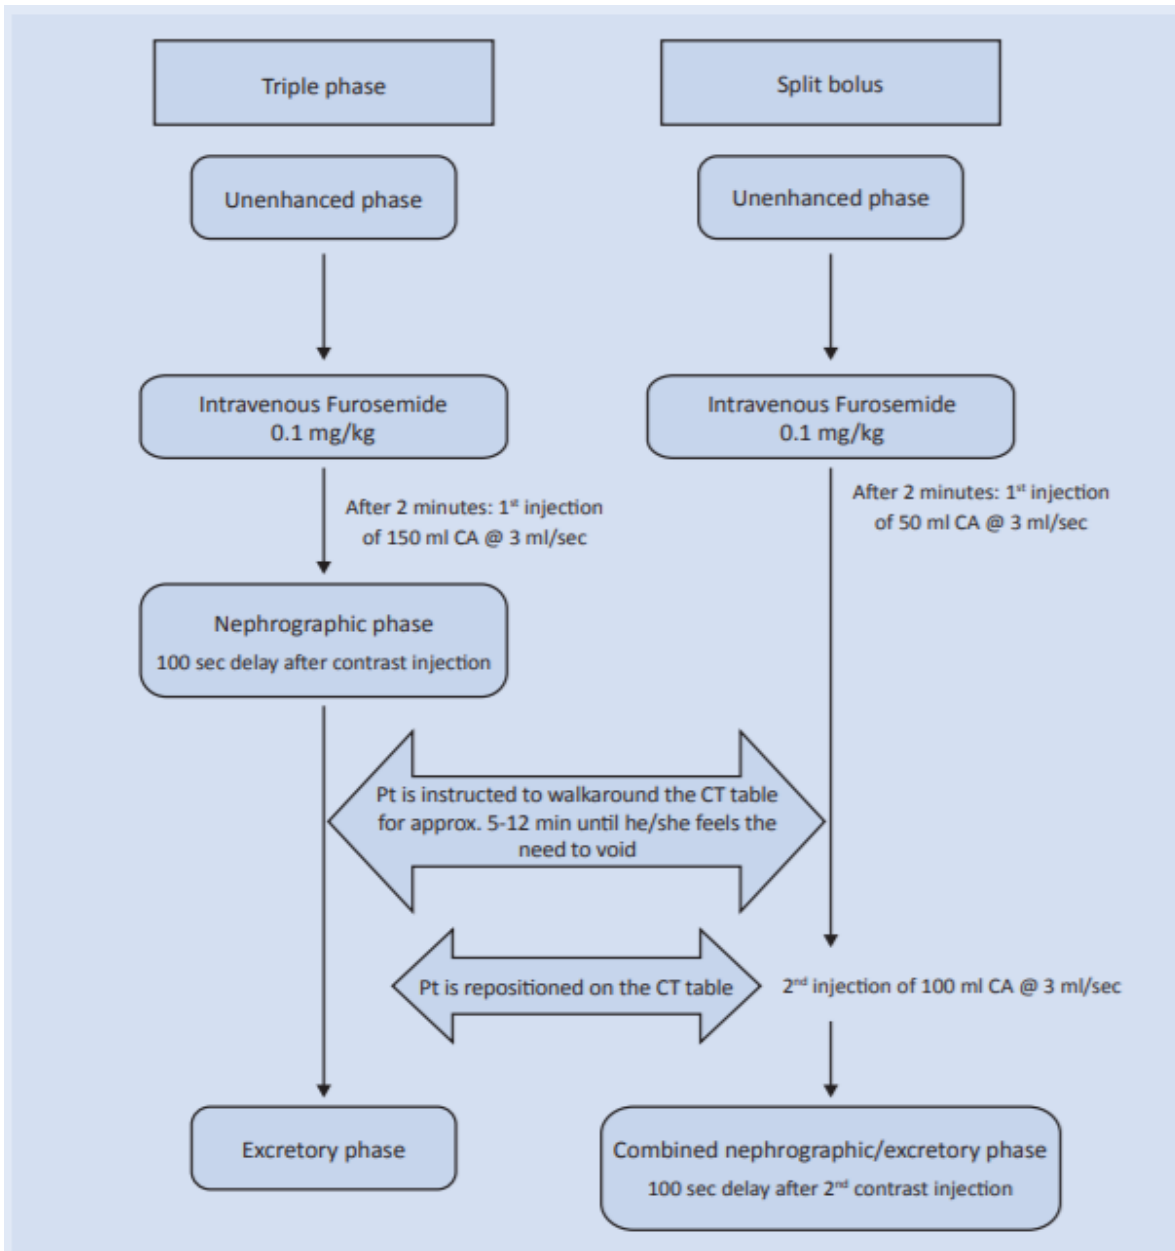 Triple phase
Split bolus
Unenhanced phase
Unenhanced phase
Intravenous Furosemide
0.1 mg/kg
Intravenous Furosemide
0.1 mg/kg
After 2 minutes: 1st injection
of 150 ml CA @ 3 ml/sec
After 2 minutes: 1st injection
of 50 ml CA @ 3 ml/sec
Nephrographic phase
100 sec delay after contrast injection
Pt is instructed to walkaround the CT table
for approx. 5-12 min until he/she feels the
need to void
Pt is repositioned on the CT table
2nd injection of 100 ml CA @ 3 ml/sec
Excretory phase
Combined nephrographic/excretory phase
100 sec delay after 2nd contrast injection